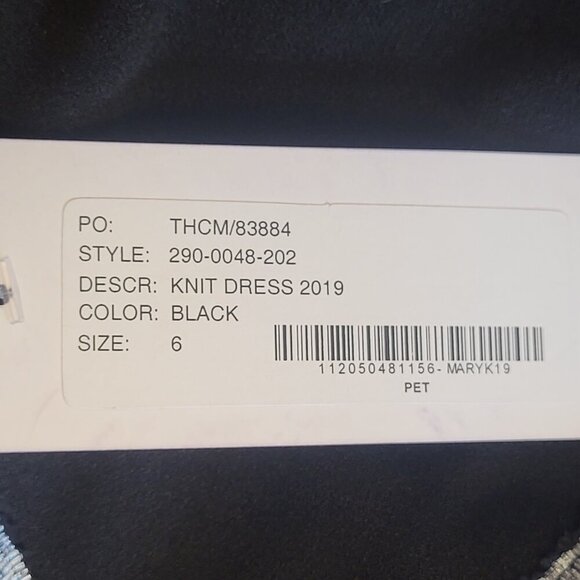 PO: THCM/83884
STYLE: 290-0048-202
DESCR: KNIT DRESS 2019
COLOR: BLACK
SIZE: 6
112050481156-MARYK19
PET